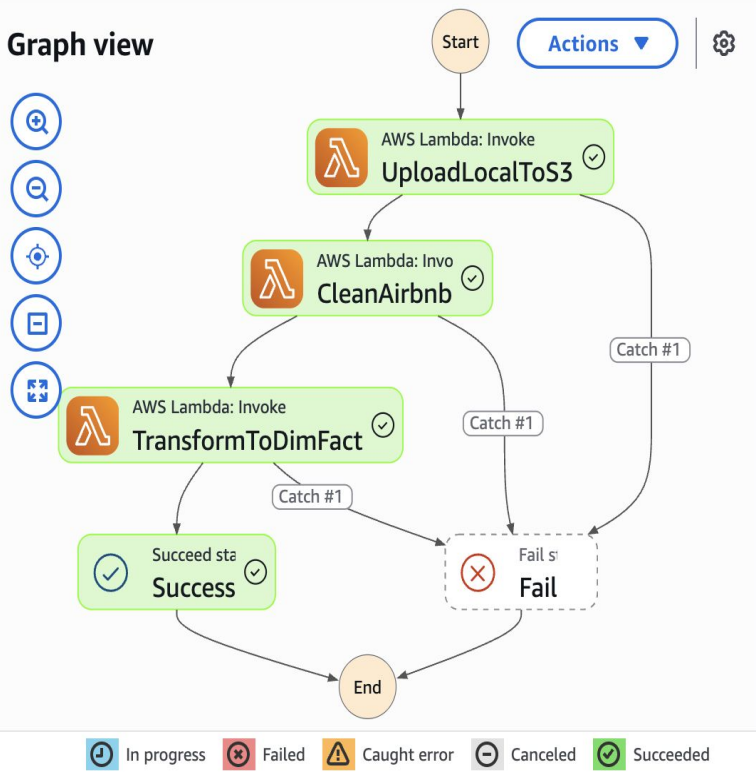 Graph view
Start
Actions
AWS Lambda: Invoke
UploadLocalToS3
AWS Lambda: Invo
CleanAirbnb
Catch #1
AWS Lambda: Invoke
TransformToDimFact
Catch #1
Catch #1
Succeed sta
Success
Fail s
Fail
End
In progress
Failed
Caught error
Canceled
Succeeded